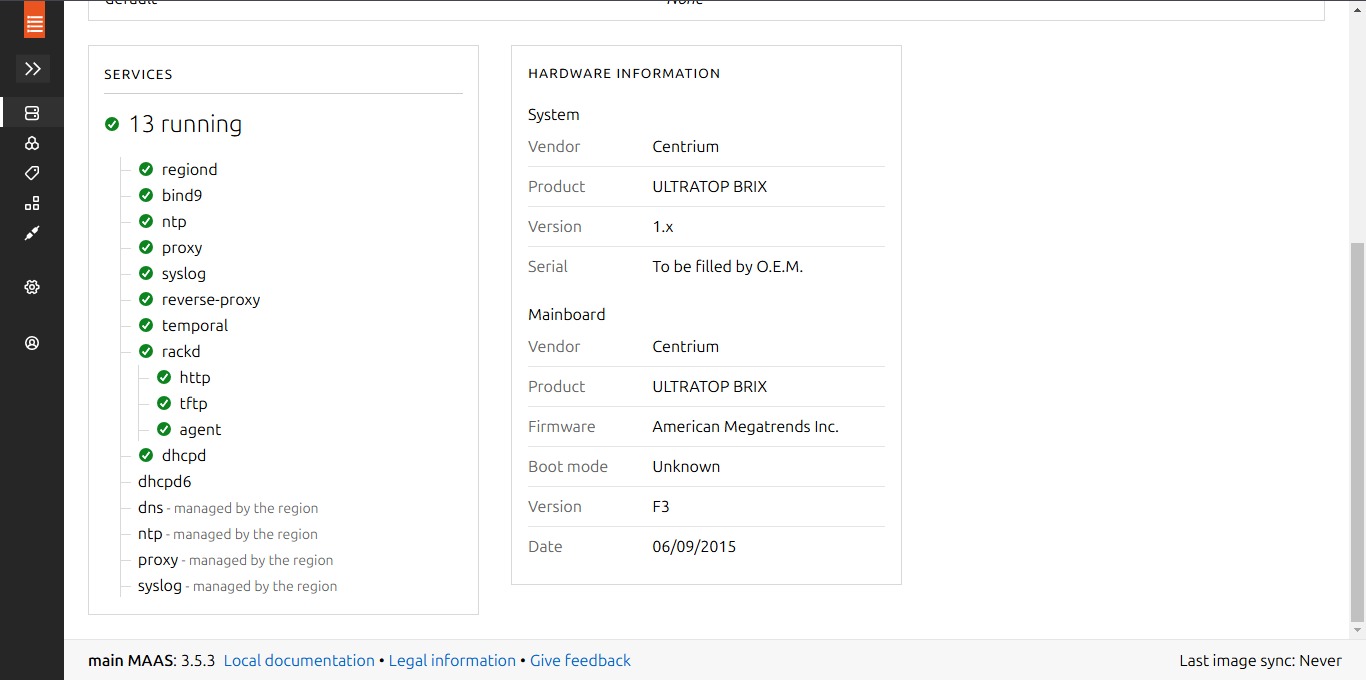 default
None
SERVICES
13 running
regiond
bind9
ntp
proxy
syslog
reverse-proxy
temporal
rackd
http
tftp
agent
dhcpd
dhcpd6
dns - managed by the region
ntp - managed by the region
proxy - managed by the region
syslog - managed by the region
HARDWARE INFORMATION
System
Vendor Centrium
Product ULTRATOP BRIX
Version 1.x
Serial To be filled by O.E.M.
Mainboard
Vendor Centrium
Product ULTRATOP BRIX
Firmware American Megatrends Inc.
Boot mode Unknown
Version F3
Date 06/09/2015
main MAAS: 3.5.3 Local documentation • Legal information • Give feedback
Last image sync: Never